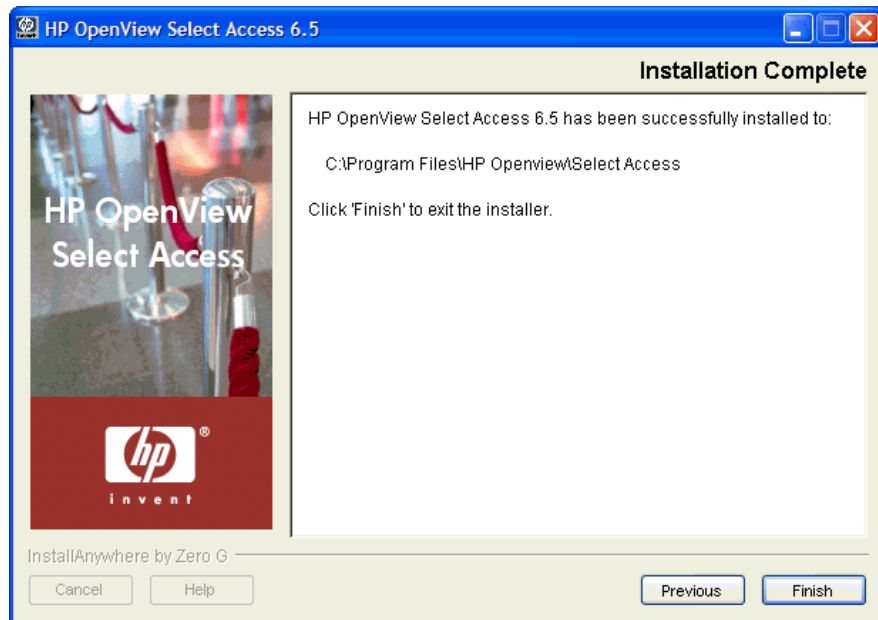 HP OpenView Select Access 6.5
Installation Complete
HP OpenView
Select Access
hp
®
invent
HP OpenView Select Access 6.5 has been successfully installed to:
C:\Program Files\HP Openview\Select Access
Click 'Finish' to exit the installer.
InstallAnywhere by Zero G
Cancel
Help
Previous
Finish